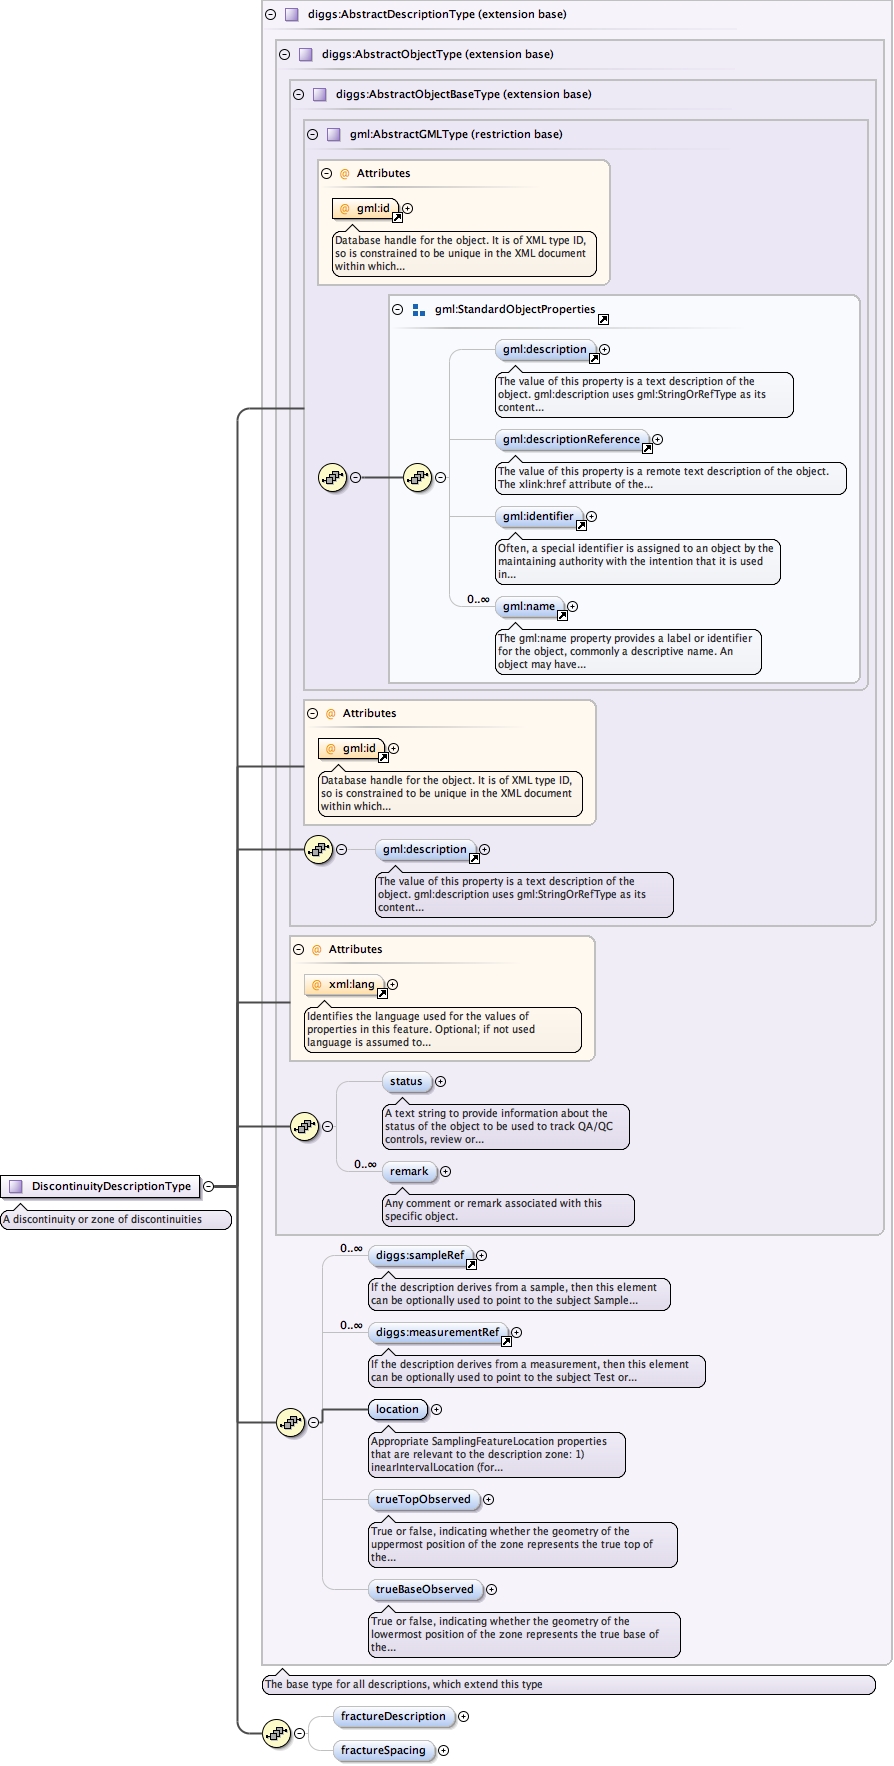 diggs:AbstractDescriptionType (extension base)
diggs:AbstractObjectType (extension base)
diggs:AbstractObjectBaseType (extension base)
gml:AbstractGMLType (restriction base)
@ Attributes
@ gml:id
Database handle for the object. It is of XML type ID,
so is constrained to be unique in the XML document
within which...
gml:StandardObjectProperties
gml:description
The value of this property is a text description of the
object. gml:description uses gml:StringOrRefType as its
content...
gml:descriptionReference
The value of this property is a remote text description of the object.
The xlink:href attribute of the...
gml:identifier
Often, a special identifier is assigned to an object by the
maintaining authority with the intention that it is used
in...
0..∞
gml:name
The gml:name property provides a label or identifier
for the object, commonly a descriptive name. An
object may have...
@ Attributes
@ gml:id
Database handle for the object. It is of XML type ID,
so is constrained to be unique in the XML document
within which...
gml:description
The value of this property is a text description of the
object. gml:description uses gml:StringOrRefType as its
content...
@ Attributes
@ xml:lang
Identifies the language used for the values of
properties in this feature. Optional; if not used
language is assumed to...
status
A text string to provide information about the
status of the object to be used to track QA/QC
controls, review or...
0..∞
remark
Any comment or remark associated with this
specific object.
DiscontinuityDescriptionType
A discontinuity or zone of discontinuities
0..∞
diggs:sampleRef
If the description derives from a sample, then this element
can be optionally used to point to the subject Sample...
0..∞
diggs:measurementRef
If the description derives from a measurement, then this element
can be optionally used to point to the subject Test or...
location
Appropriate SamplingFeatureLocation properties
that are relevant to the description zone: 1)
inearIntervalLocation (for...
trueTopObserved
True or false, indicating whether the geometry of the
uppermost position of the zone represents the true top of
the...
trueBaseObserved
True or false, indicating whether the geometry of the
lowermost position of the zone represents the true base of
the...
The base type for all descriptions, which extend this type
fractureDescription
fractureSpacing